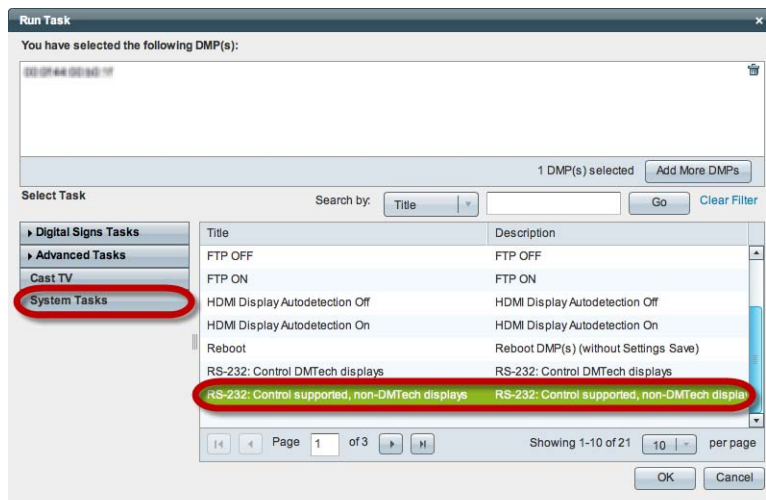 Run Task
You have selected the following DMP(s):
1 DMP(s) selected Add More DMPs
Select Task
Search by: Title Go Clear Filter
Digital Signs Tasks
Advanced Tasks
Cast TV
System Tasks
Title Description
FTP OFF FTP OFF
FTP ON FTP ON
HDMI Display Autodetection Off HDMI Display Autodetection Off
HDMI Display Autodetection On HDMI Display Autodetection On
Reboot Reboot DMP(s) (without Settings Save)
RS-232: Control DMTech displays RS-232: Control DMTech displays
RS-232: Control supported, non-DMTech displays RS-232: Control supported, non-DMTech display
Page 1 of 3 Showing 1-10 of 21 10 per page
OK Cancel